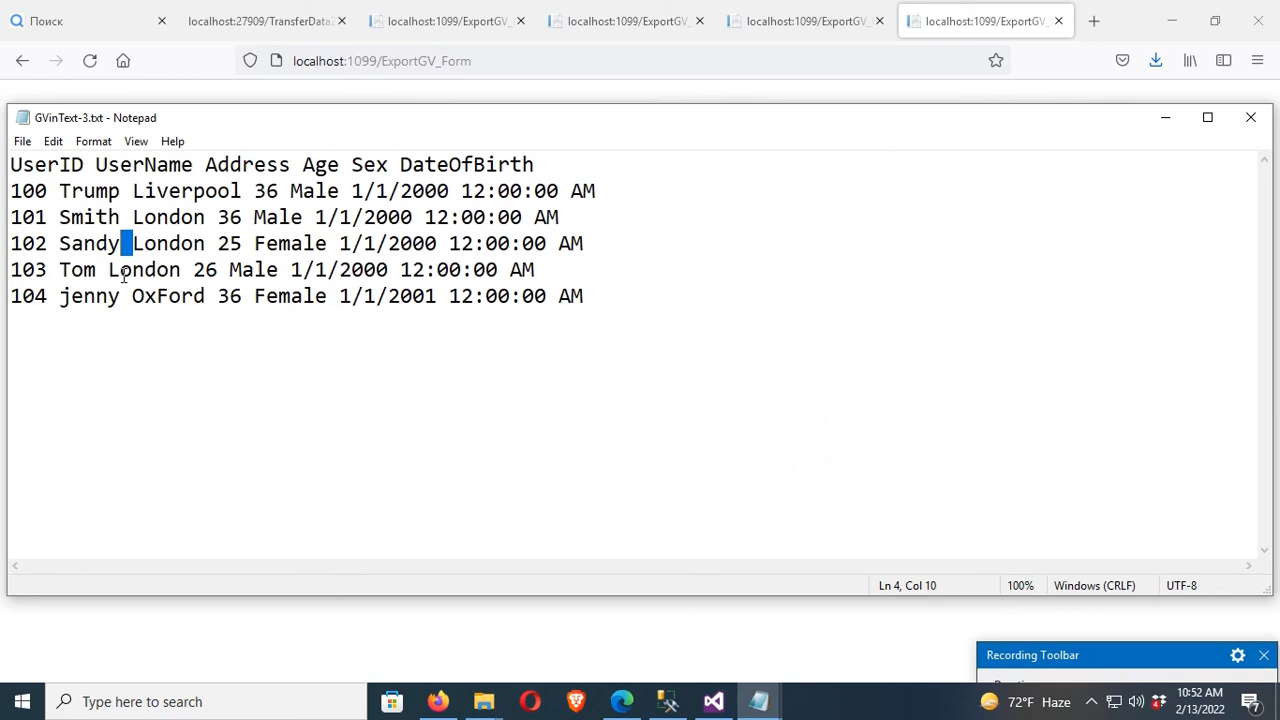 Поиск
localhost:27909/TransferData
localhost:1099/ExportGV_
localhost:1099/ExportGV_
localhost:1099/ExportGV_
localhost:1099/ExportGV_
localhost:1099/ExportGV_Form
GVinText-3.txt - Notepad
File Edit Format View Help
UserID UserName Address Age Sex DateOfBirth
100 Trump Liverpool 36 Male 1/1/2000 12:00:00 AM
101 Smith London 36 Male 1/1/2000 12:00:00 AM
102 Sandy London 25 Female 1/1/2000 12:00:00 AM
103 Tom London 26 Male 1/1/2000 12:00:00 AM
104 jenny OxFord 36 Female 1/1/2001 12:00:00 AM
Ln 4, Col 10 100% Windows (CRLF) UTF-8
Recording Toolbar
Type here to search
72°F Haze
10:52 AM
2/13/2022
7